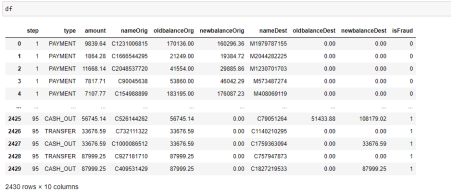 df
step type amount nameOrig oldbalanceOrg newbalanceOrig nameDest oldbalanceDest newbalanceDest isFraud
0 1 PAYMENT 9839.64 C1231006815 170136.00 160296.36 M1979787155 0.00 0.00 0
1 1 PAYMENT 1864.28 C1666544295 21249.00 19384.72 M2044282225 0.00 0.00 0
2 1 PAYMENT 11668.14 C2048537720 41554.00 29885.86 M1230701703 0.00 0.00 0
3 1 PAYMENT 7817.71 C90045638 53860.00 46042.29 M573487274 0.00 0.00 0
4 1 PAYMENT 7107.77 C154988899 183195.00 176087.23 M408069119 0.00 0.00 0
... ... ... ... ... ... ... ... ... ... ...
2425 95 CASH_OUT 56745.14 C526144262 56745.14 0.00 C79051264 51433.88 108179.02 1
2426 95 TRANSFER 33676.59 C732111322 33676.59 0.00 C1140210295 0.00 0.00 1
2427 95 CASH_OUT 33676.59 C1000086512 33676.59 0.00 C1759363094 0.00 33676.59 1
2428 95 TRANSFER 87999.25 C927181710 87999.25 0.00 C757947873 0.00 0.00 1
2429 95 CASH_OUT 87999.25 C409531429 87999.25 0.00 C1827219533 0.00 87999.25 1
2430 rows × 10 columns